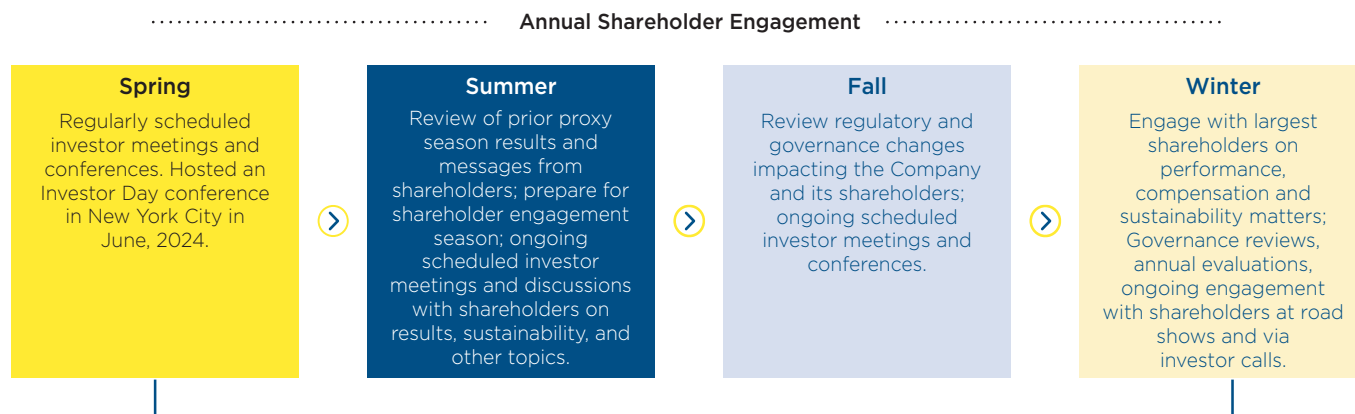 Annual Shareholder Engagement
Spring
Regularly scheduled
investor meetings and
conferences. Hosted an
Investor Day conference
in New York City in
June, 2024.
Summer
Review of prior proxy
season results and
messages from
shareholders; prepare for
shareholder engagement
season; ongoing
scheduled investor
meetings and discussions
with shareholders on
results, sustainability, and
other topics.
Fall
Review regulatory and
governance changes
impacting the Company
and its shareholders;
ongoing scheduled
investor meetings and
conferences.
Winter
Engage with largest
shareholders on
performance,
compensation and
sustainability matters;
Governance reviews,
annual evaluations,
ongoing engagement
with shareholders at road
shows and via
investor calls.